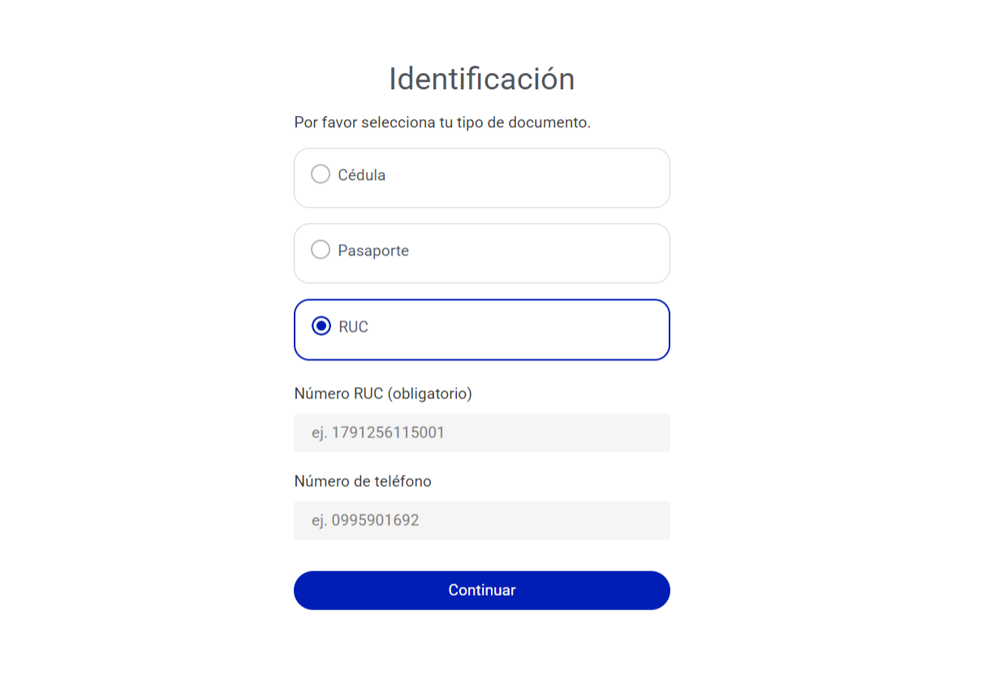 Identificación
Por favor selecciona tu tipo de documento.
Cédula
Pasaporte
RUC
Número RUC (obligatorio)
ej. 1791256115001
Número de teléfono
ej. 0995901692
Continuar